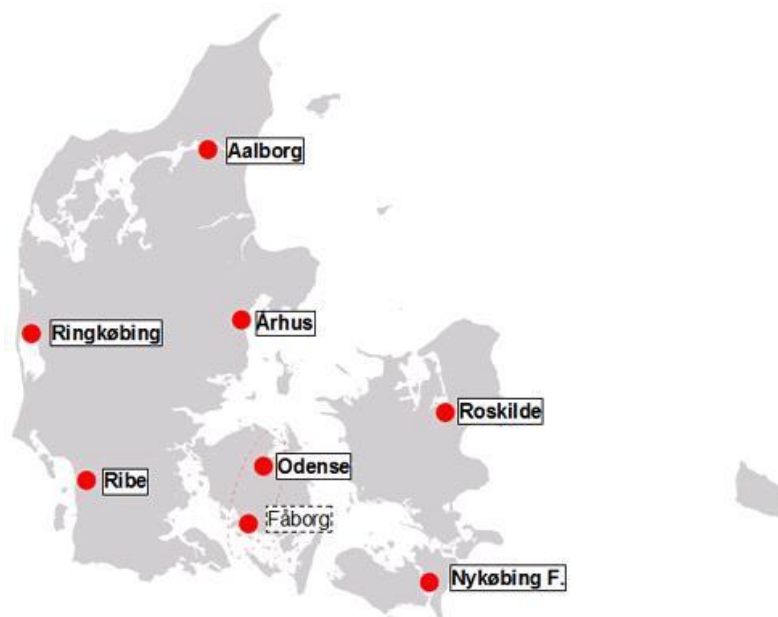 Aalborg
Århus
Ringkøbing
Roskilde
Odense
Ribe
Fåborg
Nykøbing F.